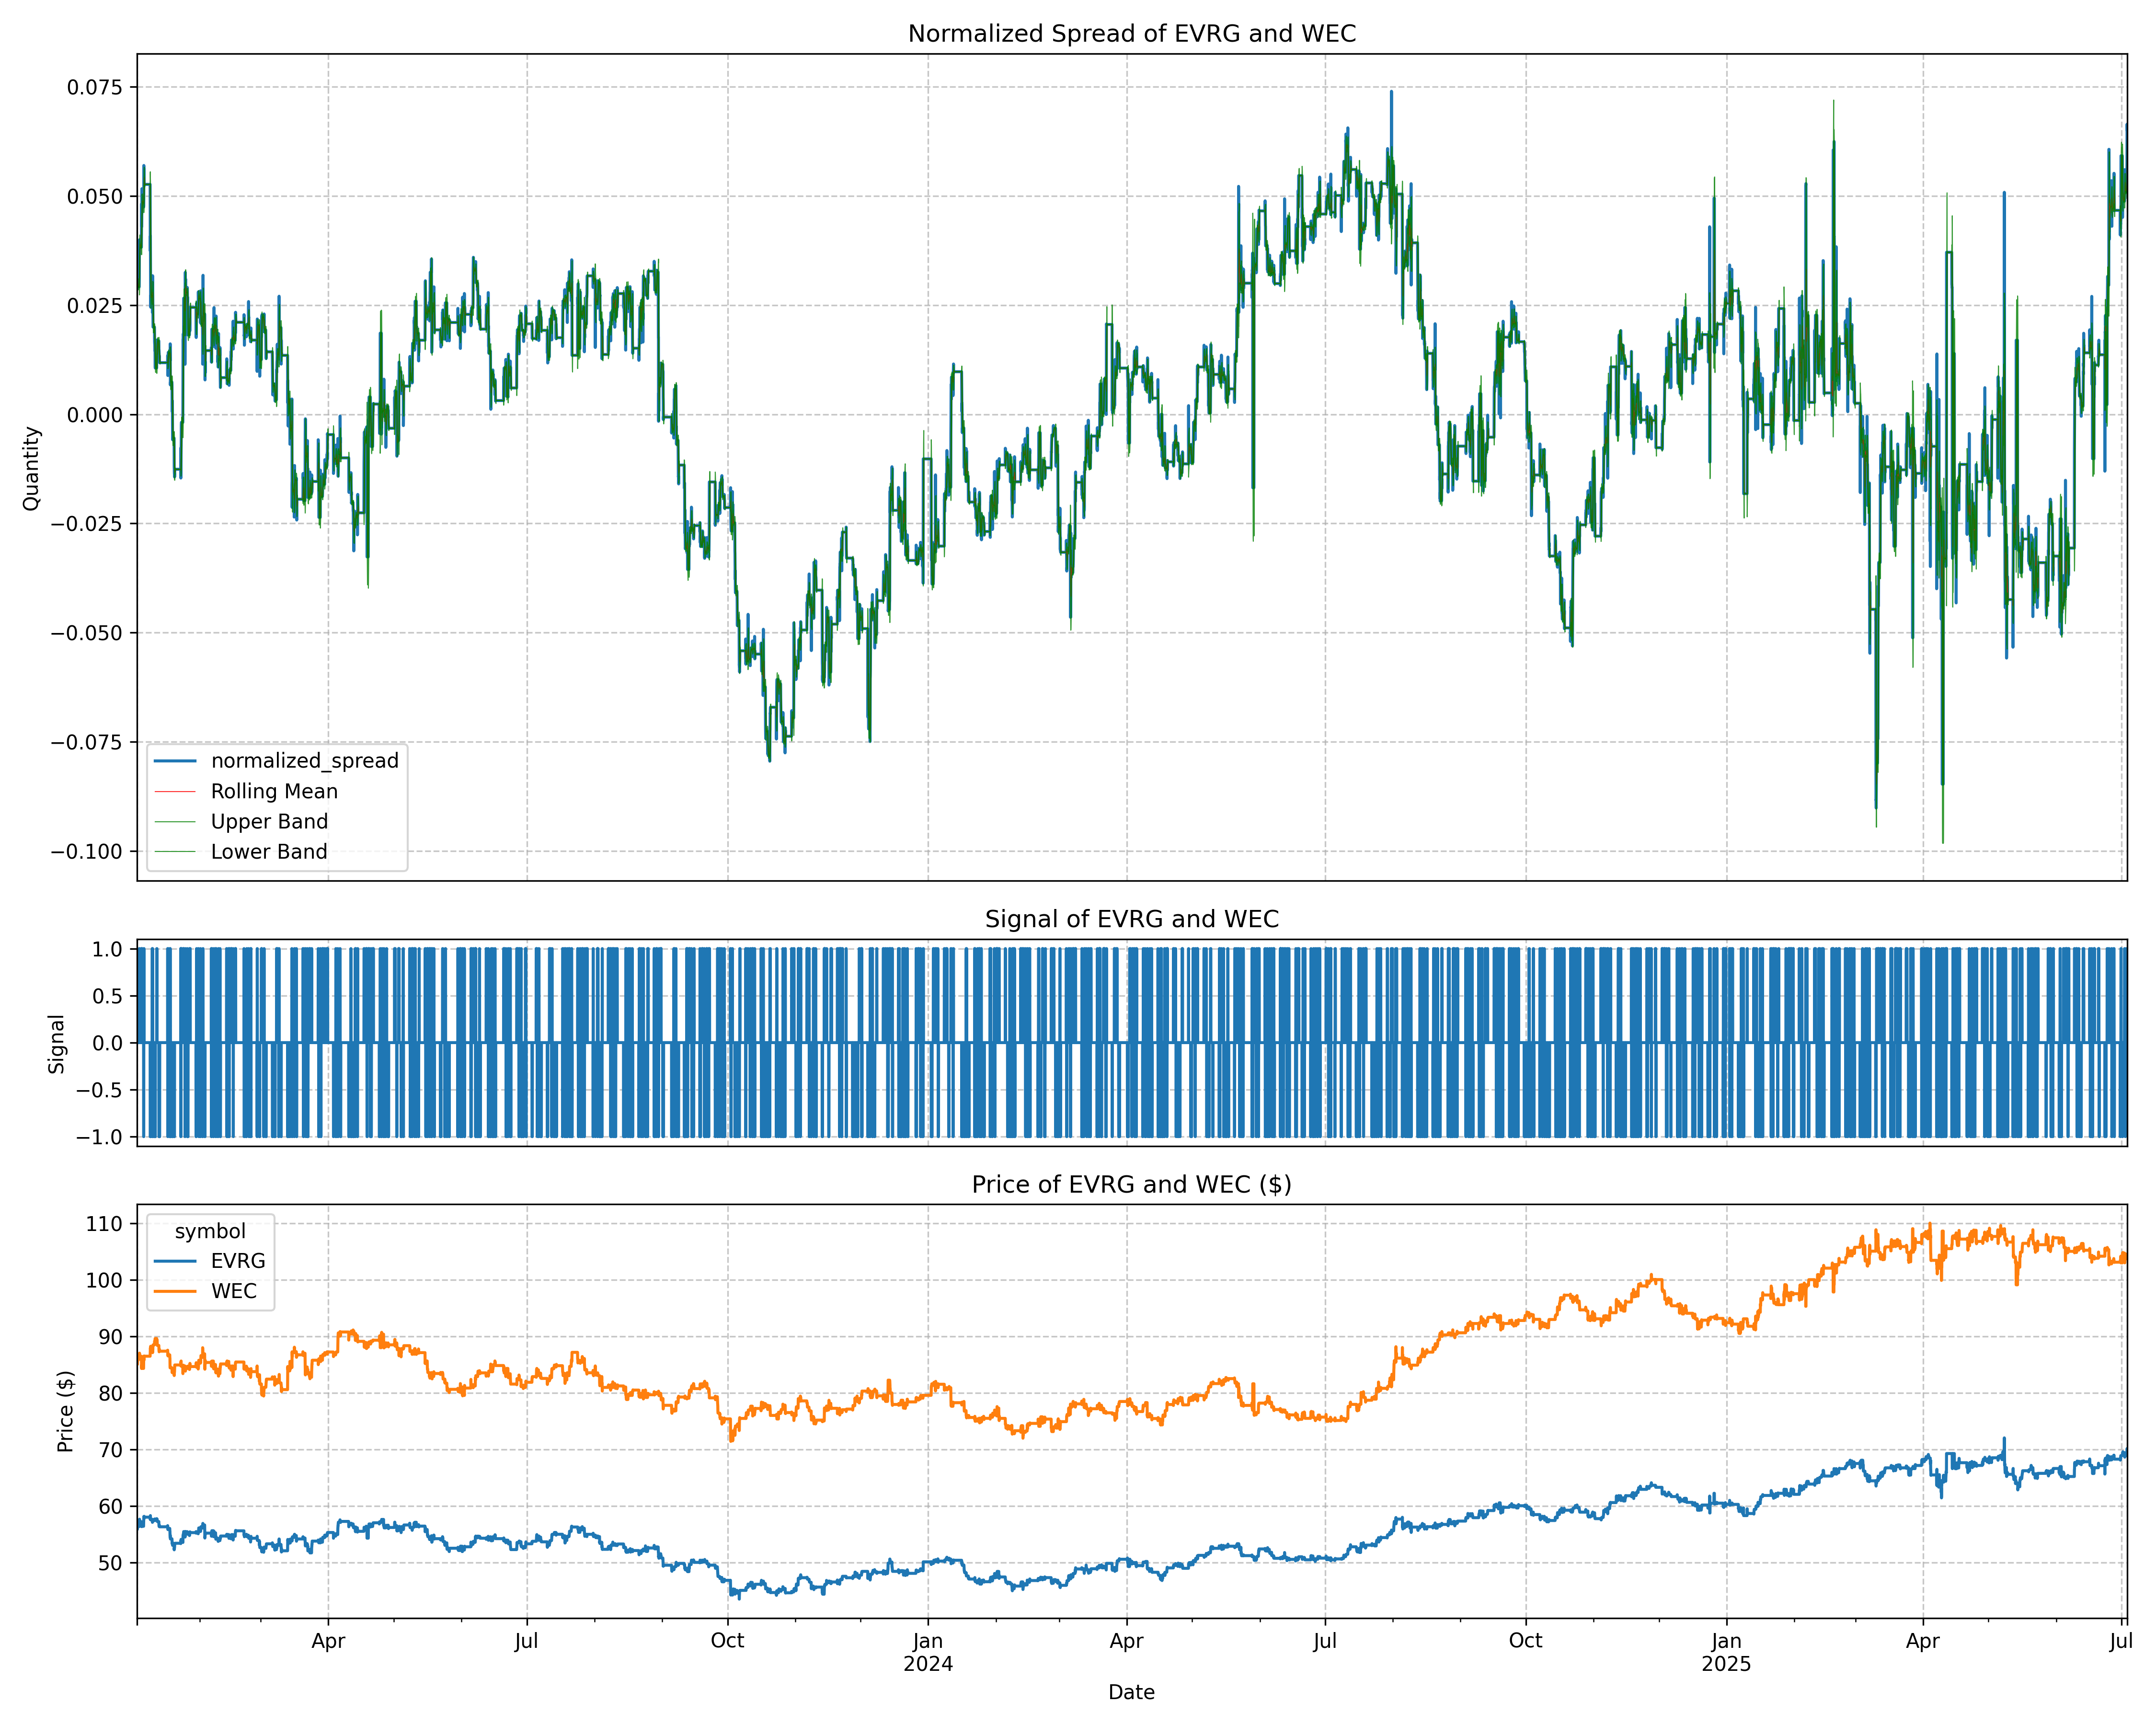 Normalized Spread of EVRG and WEC
0.075
0.050
0.025
0.000
−0.025
−0.050
−0.075
−0.100
Quantity
normalized_spread
Rolling Mean
Upper Band
Lower Band
Signal of EVRG and WEC
1.0
0.5
0.0
−0.5
−1.0
Signal
Price of EVRG and WEC ($)
110
100
90
80
70
60
50
Price ($)
symbol
EVRG
WEC
Apr Jul Oct Jan Apr Jul Oct Jan Apr Jul
2024 2025
Date